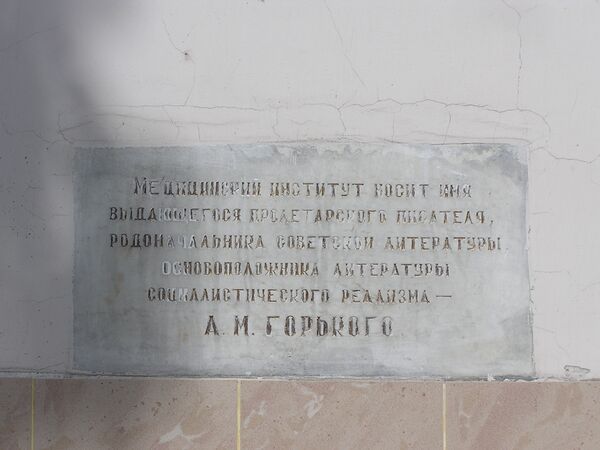 Медицинский институт носит имя
выдающегося пролетарского писателя,
родоначальника советской литературы
основоположника литературы
социалистического реализма —
А. М. Горького